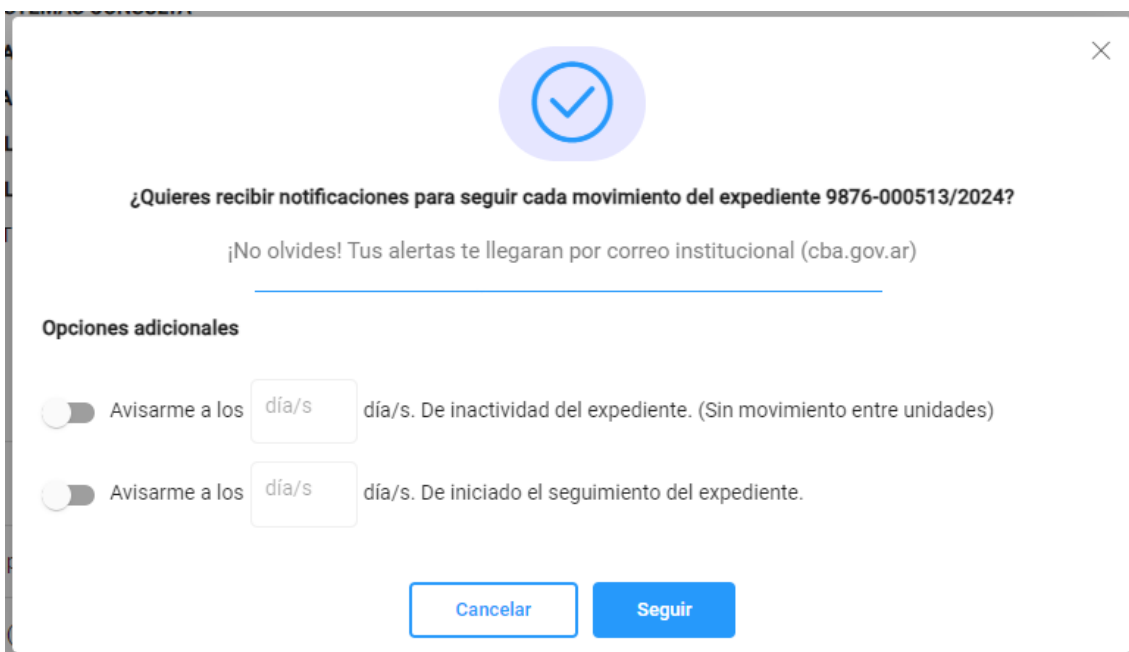 ¿Quieres recibir notificaciones para seguir cada movimiento del expediente 9876-000513/2024?
¡No olvides! Tus alertas te llegaran por correo institucional (cba.gov.ar)
Opciones adicionales
Avisarme a los día/s día/s. De inactividad del expediente. (Sin movimiento entre unidades)
Avisarme a los día/s día/s. De iniciado el seguimiento del expediente.
Cancelar Seguir